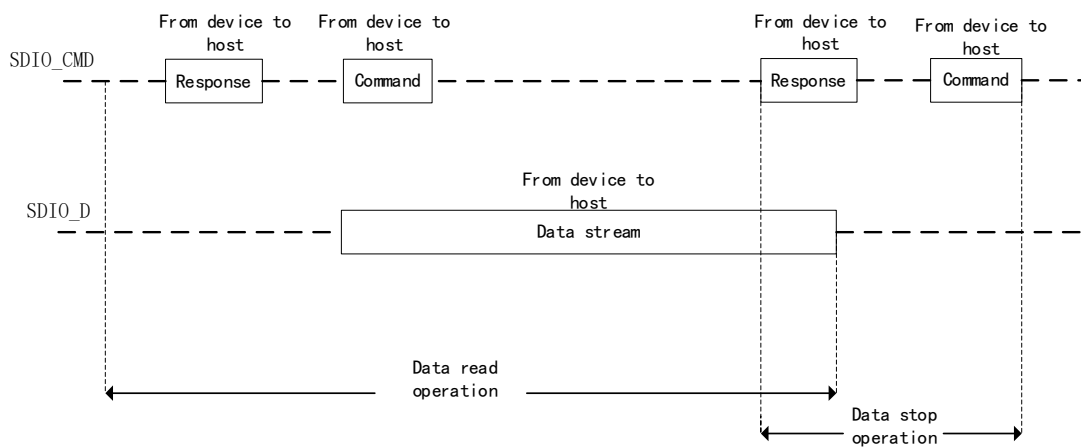 From device to
host
From device to
host
From device to
host
From device to
host
SDIO_CMD
Response
Command
Response
Command
From device to
host
SDIO_D
Data stream
Data read
operation
Data stop
operation